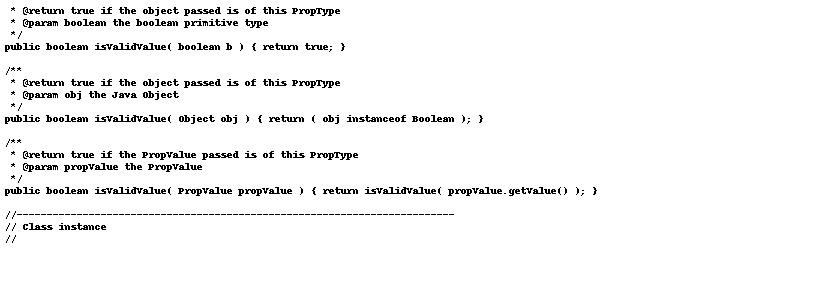 * @return true if the object passed is of this PropType
* @param boolean the boolean primitive type
*/
public boolean isValidValue( boolean b ) { return true; }
/**
* @return true if the object passed is of this PropType
* @param obj the Java Object
*/
public boolean isValidValue( Object obj ) { return ( obj instanceof Boolean ); }
/**
* @return true if the PropValue passed is of this PropType
* @param propValue the PropValue
*/
public boolean isValidValue( PropValue propValue ) { return isValidValue( propValue.getValue() ); }
//-------------------------------------------------------------------------
// Class instance
//